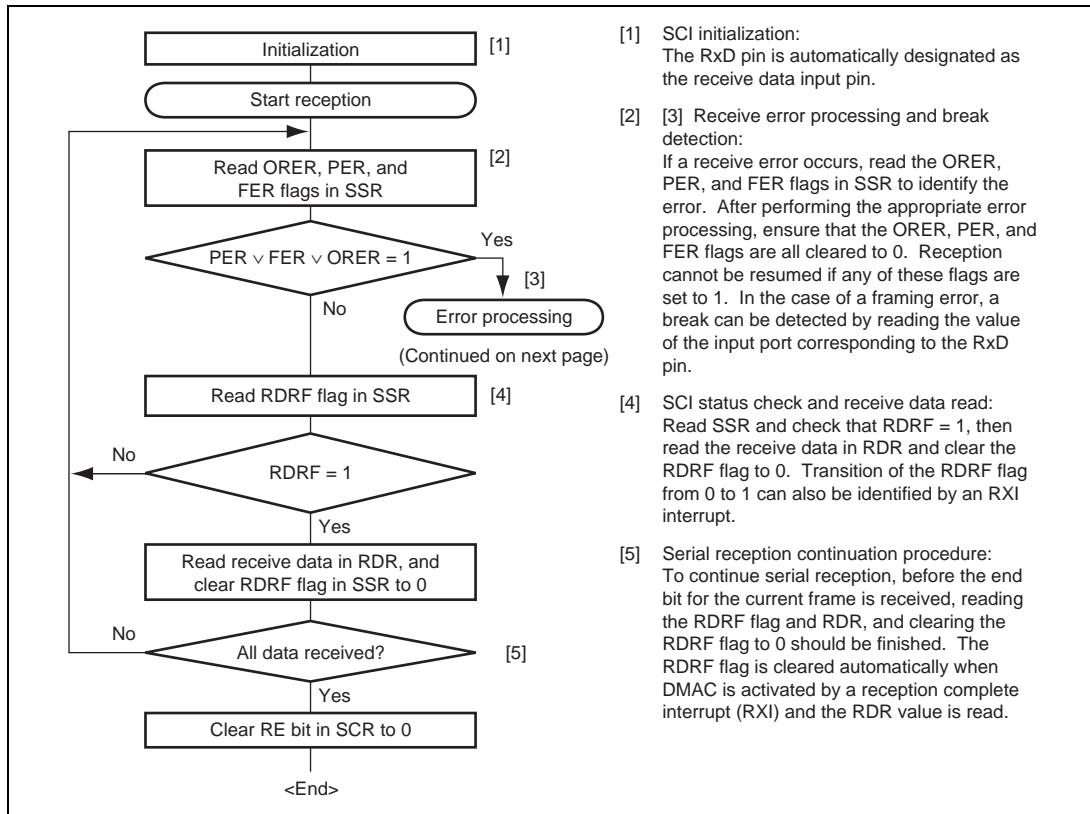 Initialization
[1]
Start reception
Read ORER, PER, and
FER flags in SSR
[2]
PER ∨ FER ∨ ORER = 1
Yes
[3]
No
Error processing
(Continued on next page)
Read RDRF flag in SSR
[4]
No
RDRF = 1
Yes
Read receive data in RDR, and
clear RDRF flag in SSR to 0
No
All data received?
[5]
Yes
Clear RE bit in SCR to 0
<End>
[1] SCI initialization:
The RxD pin is automatically designated as
the receive data input pin.
[2] [3] Receive error processing and break
detection:
If a receive error occurs, read the ORER,
PER, and FER flags in SSR to identify the
error. After performing the appropriate error
processing, ensure that the ORER, PER, and
FER flags are all cleared to 0. Reception
cannot be resumed if any of these flags are
set to 1. In the case of a framing error, a
break can be detected by reading the value
of the input port corresponding to the RxD
pin.
[4] SCI status check and receive data read:
Read SSR and check that RDRF = 1, then
read the receive data in RDR and clear the
RDRF flag to 0. Transition of the RDRF flag
from 0 to 1 can also be identified by an RXI
interrupt.
[5] Serial reception continuation procedure:
To continue serial reception, before the end
bit for the current frame is received, reading
the RDRF flag and RDR, and clearing the
RDRF flag to 0 should be finished. The
RDRF flag is cleared automatically when
DMAC is activated by a reception complete
interrupt (RXI) and the RDR value is read.